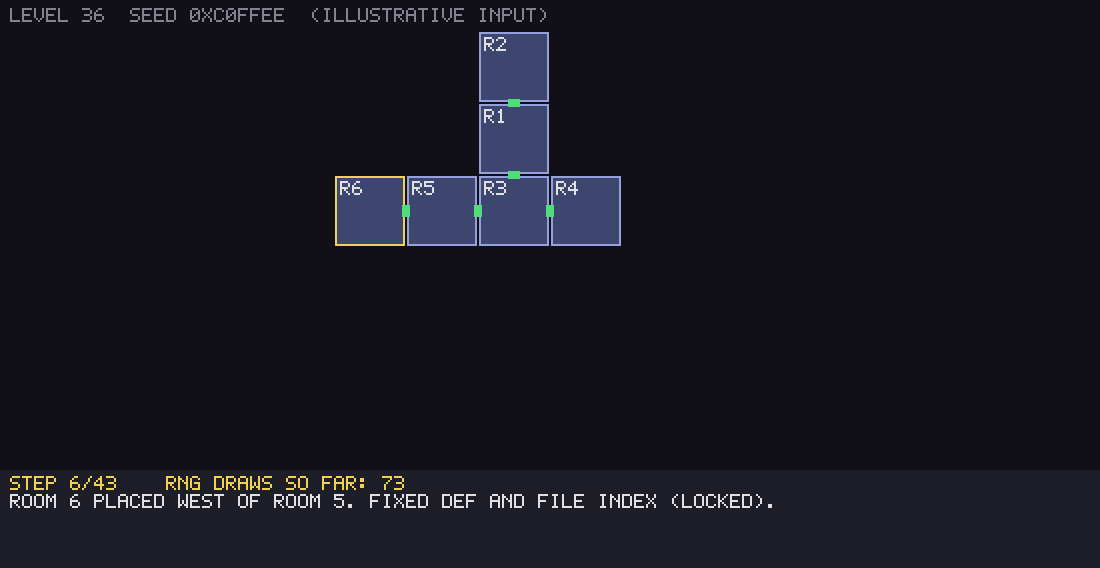 LEVEL 36  SEED 0XC0FFEE  (ILLUSTRATIVE INPUT)
R2
R1
R6 R5 R3 R4
STEP 6/43    RNG DRAWS SO FAR: 73
ROOM 6 PLACED WEST OF ROOM 5. FIXED DEF AND FILE INDEX (LOCKED).